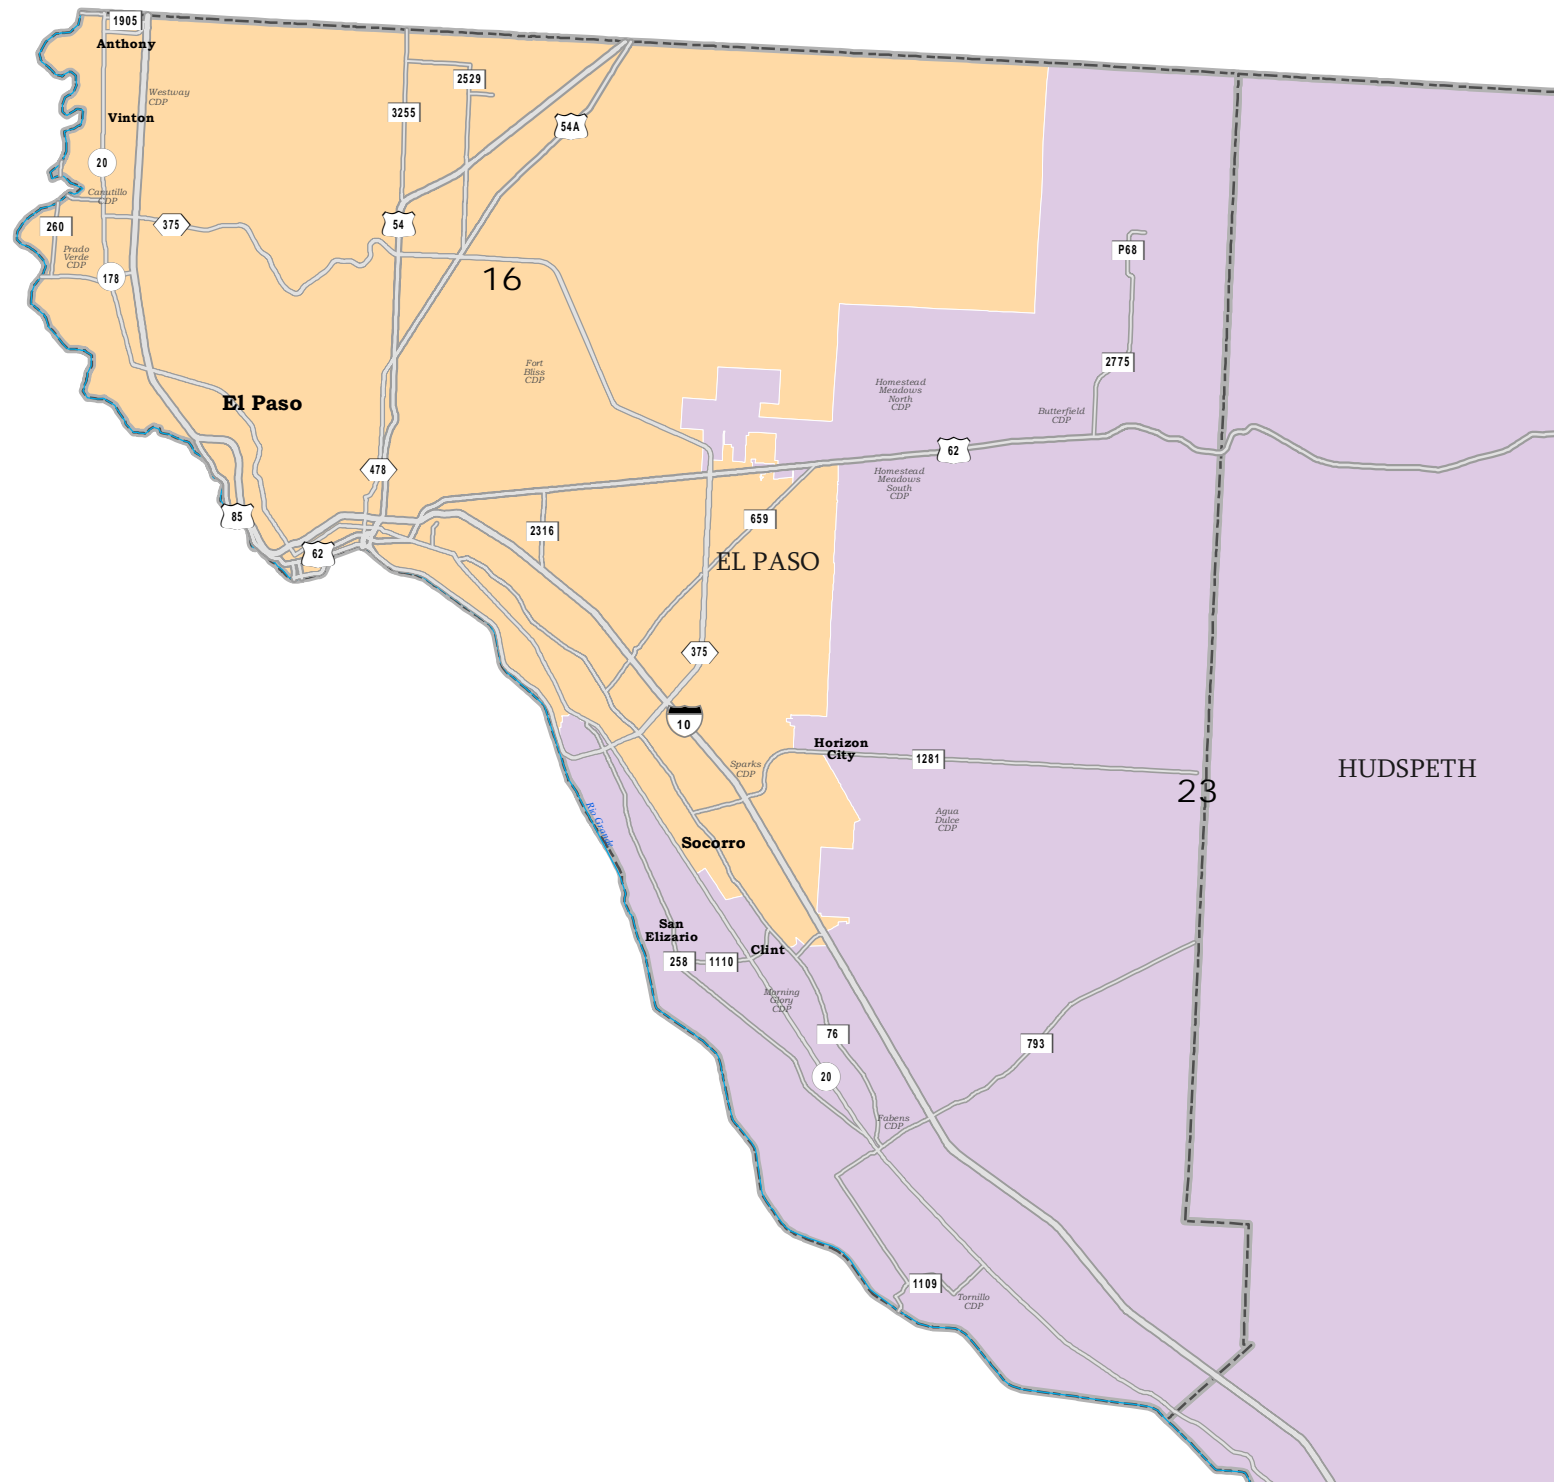 1905
Anthony
2529
Westway
CDP
3255
Vinton
54A
20
Canutillo
CDP
260
375
54
Prado
Verde
CDP
P68
178
16
Fort
Bliss
CDP
2775
Homestead
Meadows
North
CDP
El Paso
Butterfield
CDP
62
478
Homestead
Meadows
South
CDP
85
659
2316
62
EL PASO
375
10
Horizon
City
1281
Sparks
CDP
HUDSPETH
23
Rio Grande
Agua
Dulce
CDP
Socorro
San
Elizario
Clint
258
1110
Morning
Glory
CDP
76
793
20
Fabens
CDP
1109
Tornillo
CDP